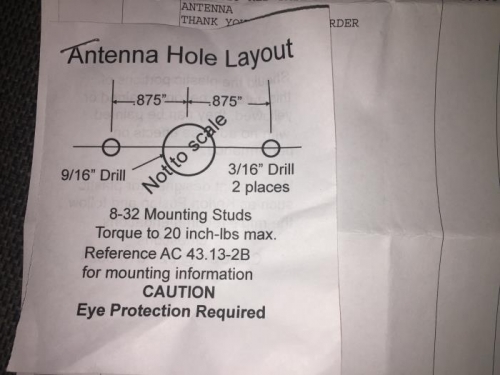 ANTENNA
THANK YO RDER
Antenna Hole Layout
.875" .875"
Not to scale
9/16" Drill
3/16" Drill
2 places
8-32 Mounting Studs
Torque to 20 inch-lbs max.
Reference AC 43.13-2B
for mounting information
CAUTION
Eye Protection Required